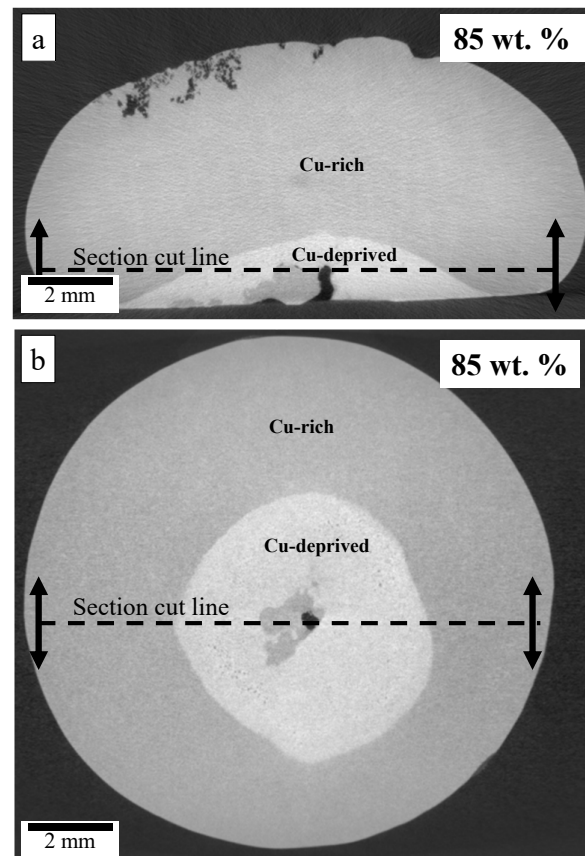 a
85 wt. %
Cu-rich
Cu-deprived
Section cut line
2 mm
b
85 wt. %
Cu-rich
Cu-deprived
Section cut line
2 mm